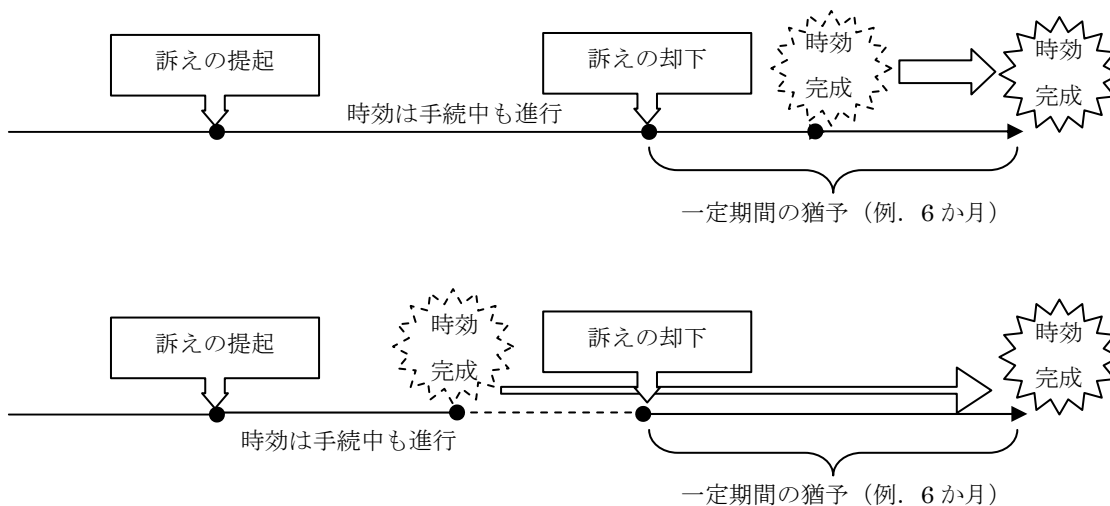 訴えの提起
訴えの却下
時効
完成
時効
完成
時効は手続中も進行
一定期間の猶予（例．6か月）
訴えの提起
時効
完成
訴えの却下
時効
完成
時効は手続中も進行
一定期間の猶予（例．6か月）